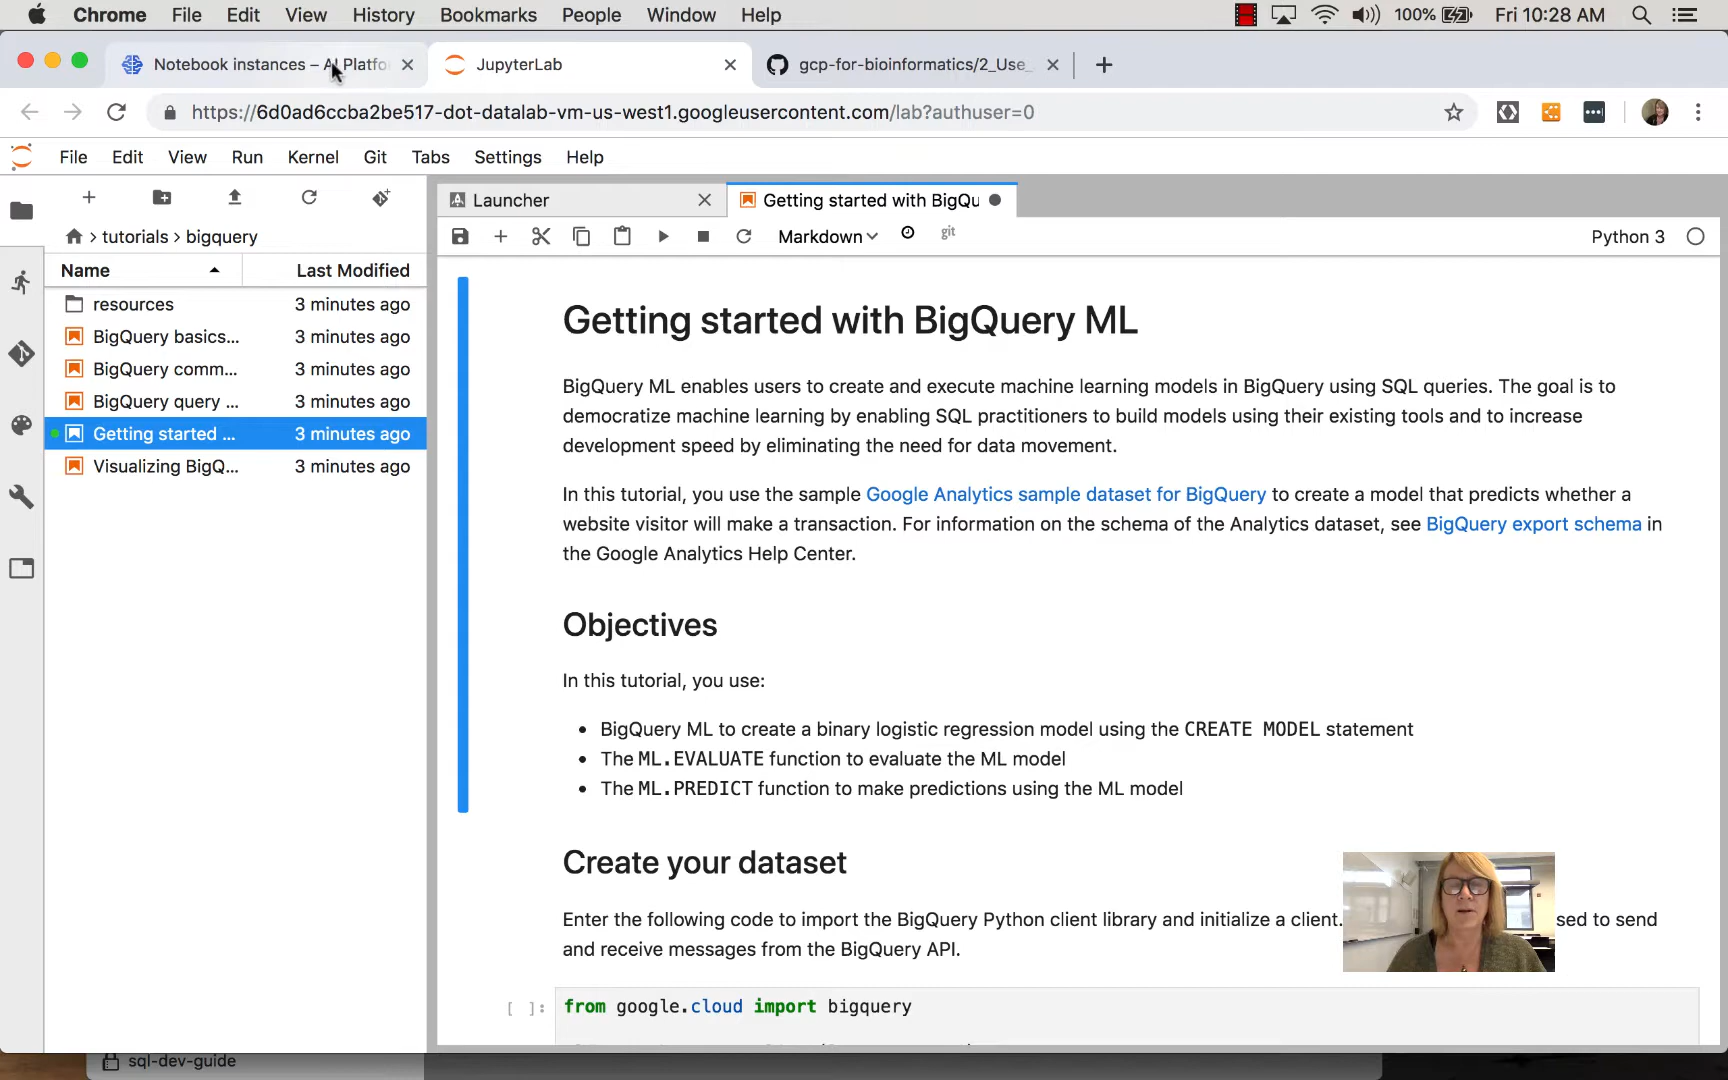 Chrome File Edit View History Bookmarks People Window Help 100% Fri 10:28 AM
Notebook instances – AI Platfo JupyterLab gcp-for-bioinformatics/2_Use_
https://6d0ad6ccba2be517-dot-datalab-vm-us-west1.googleusercontent.com/lab?authuser=0
File Edit View Run Kernel Git Tabs Settings Help
Launcher Getting started with BigQu
tutorials bigquery
Markdown git Python 3
Name Last Modified
resources 3 minutes ago
BigQuery basics... 3 minutes ago
BigQuery comm... 3 minutes ago
BigQuery query ... 3 minutes ago
Getting started ... 3 minutes ago
Visualizing BigQ... 3 minutes ago
Getting started with BigQuery ML
BigQuery ML enables users to create and execute machine learning models in BigQuery using SQL queries. The goal is to
democratize machine learning by enabling SQL practitioners to build models using their existing tools and to increase
development speed by eliminating the need for data movement.
In this tutorial, you use the sample Google Analytics sample dataset for BigQuery to create a model that predicts whether a
website visitor will make a transaction. For information on the schema of the Analytics dataset, see BigQuery export schema in
the Google Analytics Help Center.
Objectives
In this tutorial, you use:
• BigQuery ML to create a binary logistic regression model using the CREATE MODEL statement
• The ML.EVALUATE function to evaluate the ML model
• The ML.PREDICT function to make predictions using the ML model
Create your dataset
Enter the following code to import the BigQuery Python client library and initialize a client. sed to send
and receive messages from the BigQuery API.
[ ]: from google.cloud import bigquery
sql-dev-guide